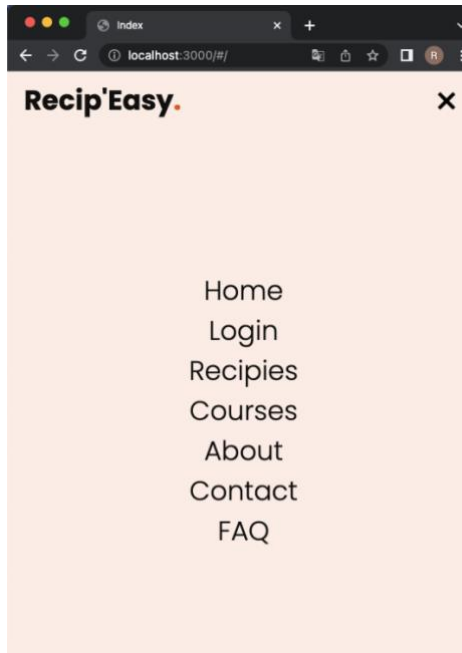 Index
localhost:3000/#/
R
Recip'Easy.
Home
Login
Recipies
Courses
About
Contact
FAQ